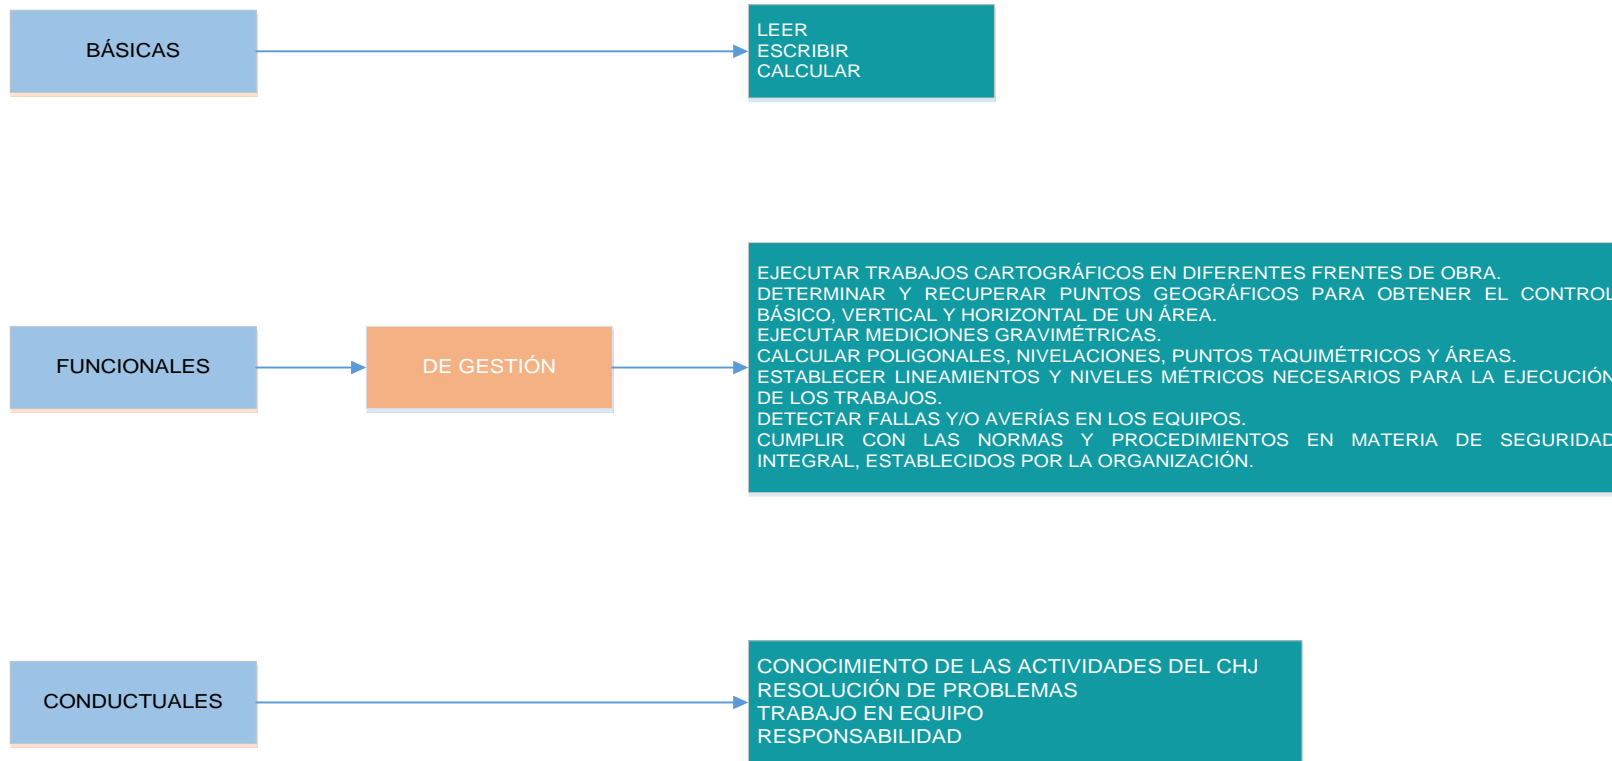 BÁSICAS
LEER
ESCRIBIR
CALCULAR
FUNCIONALES
DE GESTIÓN
EJECUTAR TRABAJOS CARTOGRÁFICOS EN DIFERENTES FRENTES DE OBRA.
DETERMINAR Y RECUPERAR PUNTOS GEOGRÁFICOS PARA OBTENER EL CONTROL
BÁSICO, VERTICAL Y HORIZONTAL DE UN ÁREA.
EJECUTAR MEDICIONES GRAVIMÉTRICAS.
CALCULAR POLIGONALES, NIVELACIONES, PUNTOS TAQUIMÉTRICOS Y ÁREAS.
ESTABLECER LINEAMIENTOS Y NIVELES MÉTRICOS NECESARIOS PARA LA EJECUCIÓN
DE LOS TRABAJOS.
DETECTAR FALLAS Y/O AVERÍAS EN LOS EQUIPOS.
CUMPLIR CON LAS NORMAS Y PROCEDIMIENTOS EN MATERIA DE SEGURIDAD
INTEGRAL, ESTABLECIDOS POR LA ORGANIZACIÓN.
CONDUCTUALES
CONOCIMIENTO DE LAS ACTIVIDADES DEL CHJ
RESOLUCIÓN DE PROBLEMAS
TRABAJO EN EQUIPO
RESPONSABILIDAD